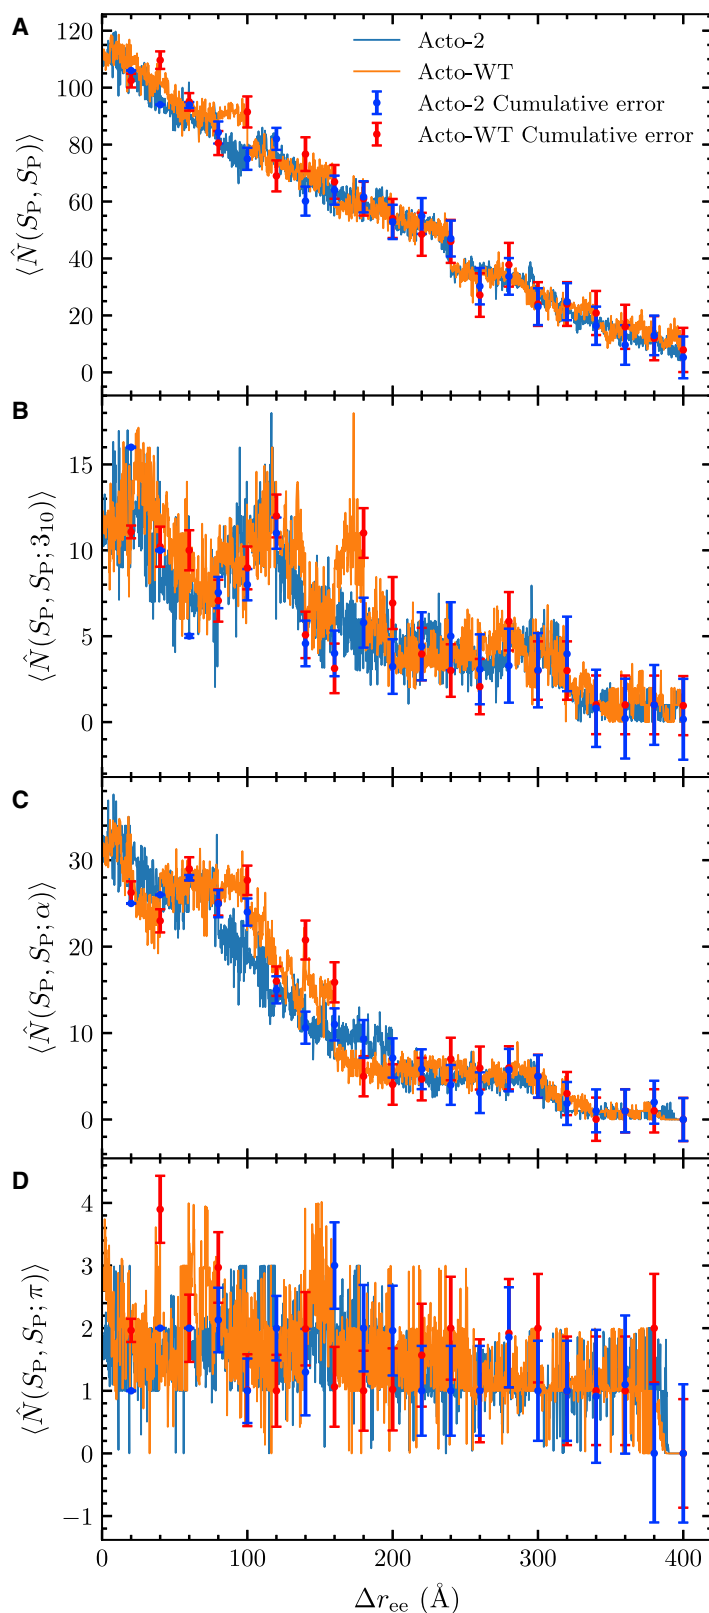 A
120
100
80
60
40
20
0
⟨N̂(S_P, S_P)⟩
Acto-2
Acto-WT
Acto-2 Cumulative error
Acto-WT Cumulative error
B
15
10
5
0
⟨N̂(S_P, S_P; 3_10)⟩
C
30
20
10
0
⟨N̂(S_P, S_P; α)⟩
D
4
3
2
1
0
−1
⟨N̂(S_P, S_P; π)⟩
0 100 200 300 400
Δr_ee (Å)